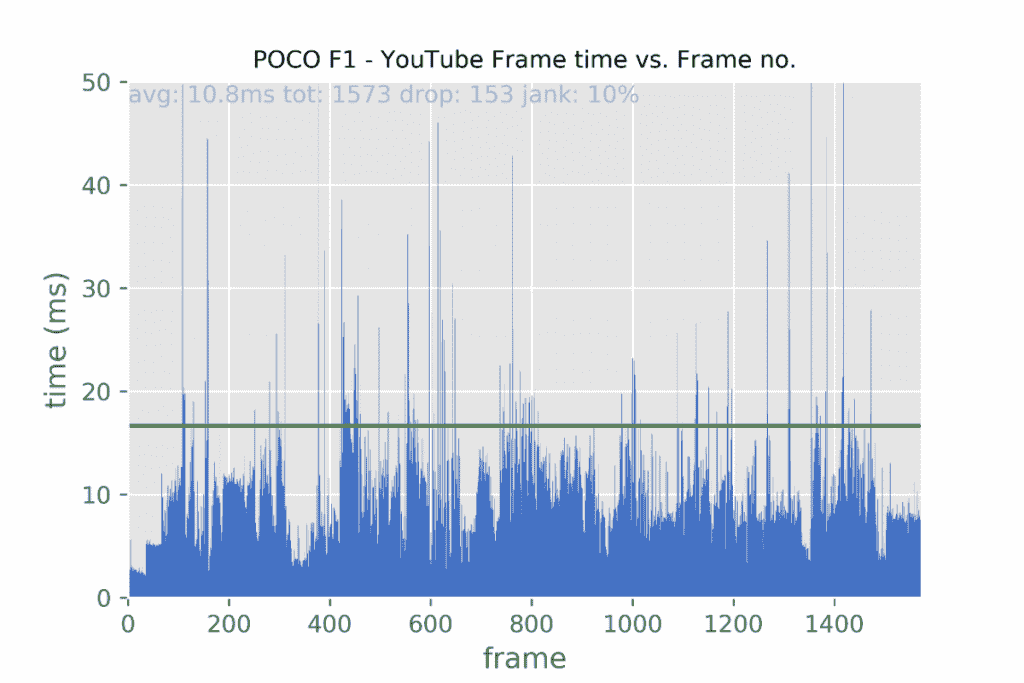 POCO F1 - YouTube Frame time vs. Frame no.
avg: 10.8ms tot: 1573 drop: 153 jank: 10%
50
40
30
20
10
0
time (ms)
0 200 400 600 800 1000 1200 1400
frame